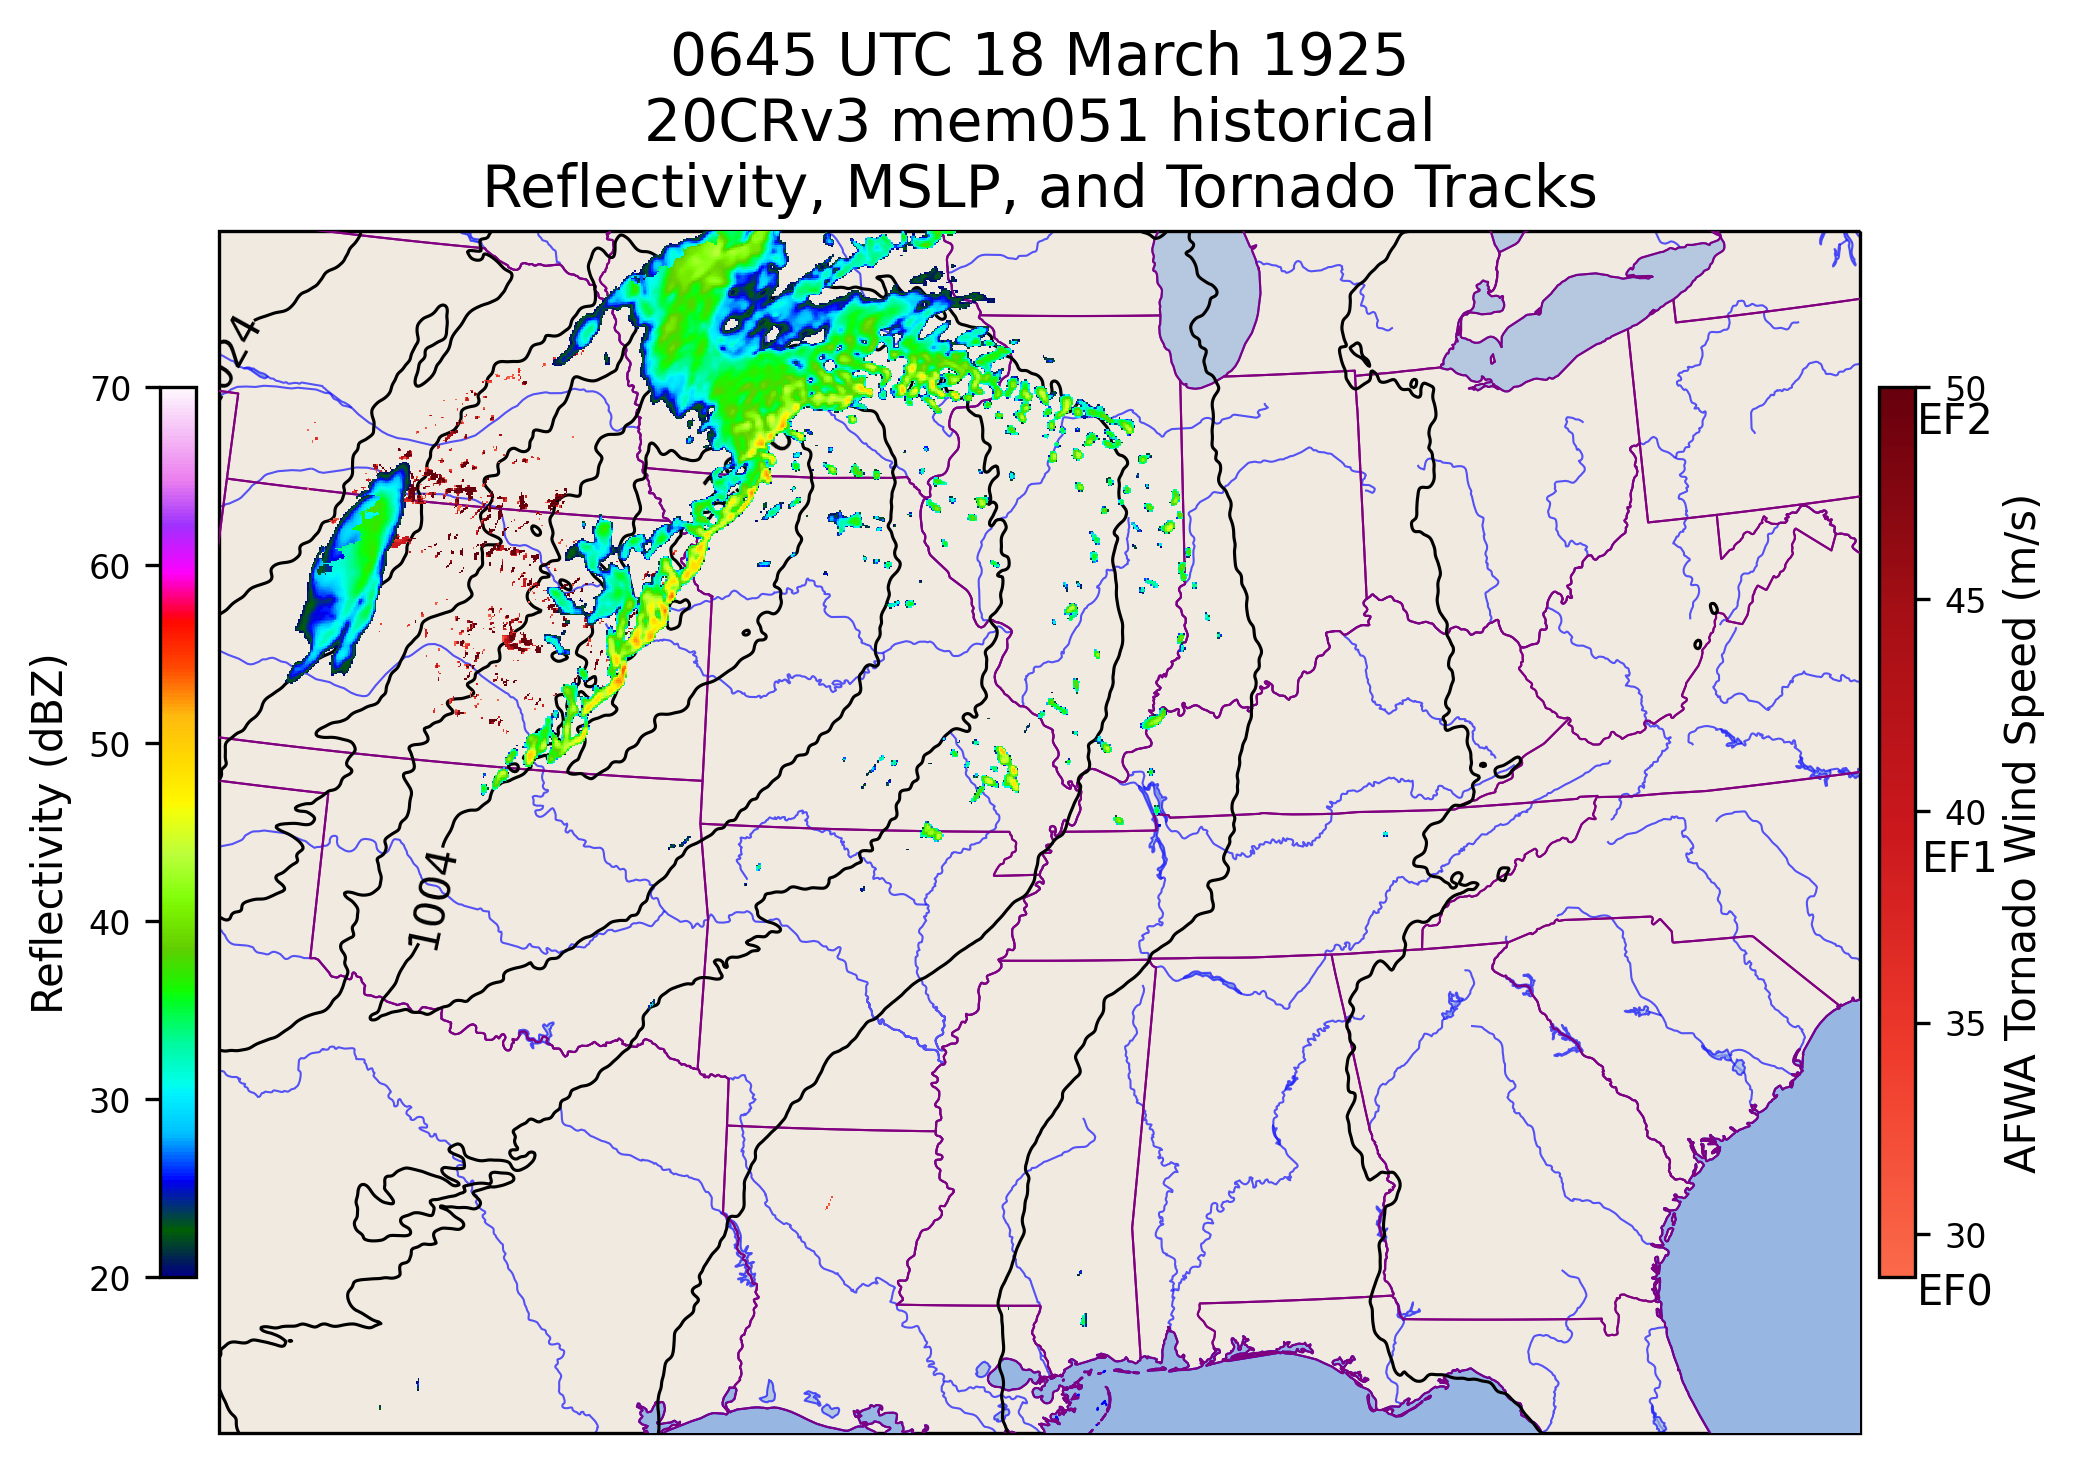 0645 UTC 18 March 1925
20CRv3 mem051 historical
Reflectivity, MSLP, and Tornado Tracks
Reflectivity (dBZ)
70
60
50
40
30
20
1004
50
EF2
45
40
EF1
35
30
EF0
AFWA Tornado Wind Speed (m/s)